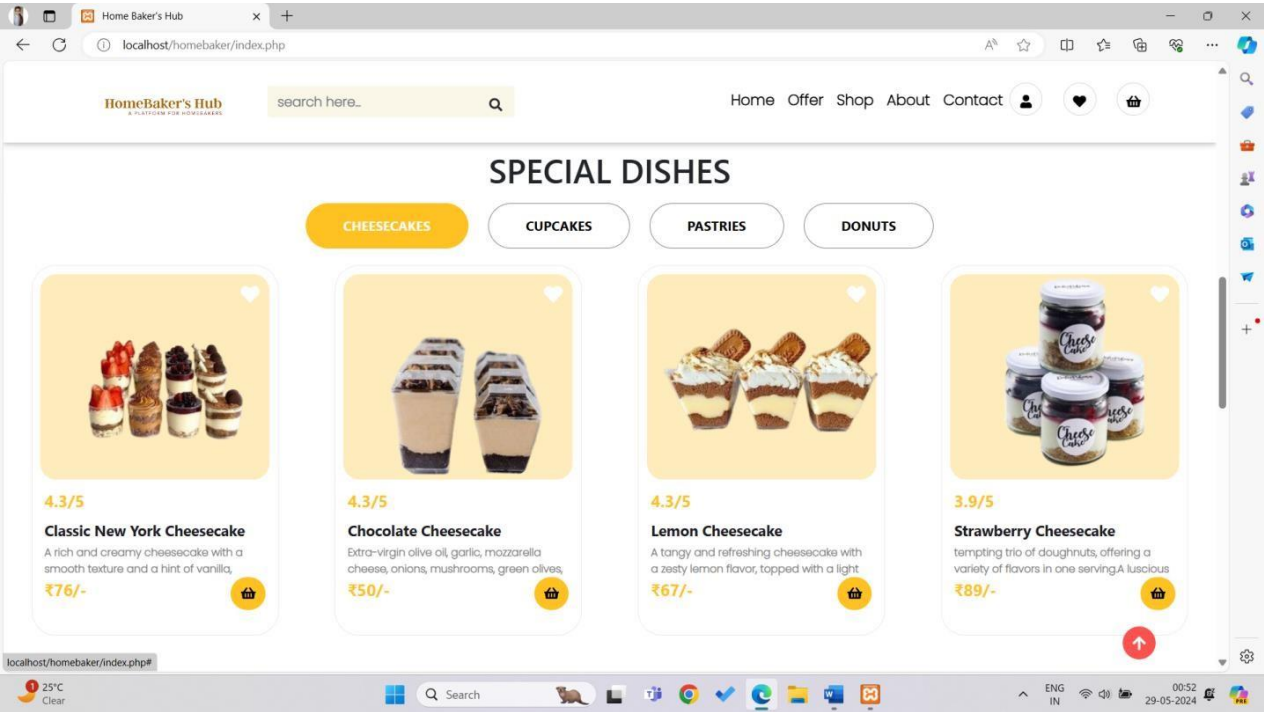 Home Baker's Hub
localhost/homebaker/index.php
HomeBaker's Hub
A PLATFORM FOR HOMEBAKERS
search here..
Home Offer Shop About Contact
SPECIAL DISHES
CHEESECAKES CUPCAKES PASTRIES DONUTS
Cheese
Cake
Cheese
Cake
4.3/5
Classic New York Cheesecake
A rich and creamy cheesecake with a
smooth texture and a hint of vanilla,
₹76/-
4.3/5
Chocolate Cheesecake
Extra-virgin olive oil, garlic, mozzarella
cheese, onions, mushrooms, green olives,
₹50/-
4.3/5
Lemon Cheesecake
A tangy and refreshing cheesecake with
a zesty lemon flavor, topped with a light
₹67/-
3.9/5
Strawberry Cheesecake
tempting trio of doughnuts, offering a
variety of flavors in one serving.A luscious
₹89/-
localhost/homebaker/index.php#
1
25°C
Clear
Search
ENG
IN
00:52
29-05-2024
PRE